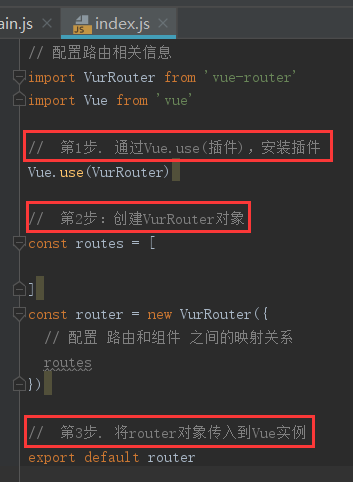 ain.js
index.js
// 配置路由相关信息
import VurRouter from 'vue-router'
import Vue from 'vue'
// 第1步. 通过Vue.use(插件), 安装插件
Vue.use(VurRouter)
// 第2步：创建VurRouter对象
const routes = [
]
const router = new VurRouter({
// 配置 路由和组件 之间的映射关系
routes
})
// 第3步. 将router对象传入到Vue实例
export default router